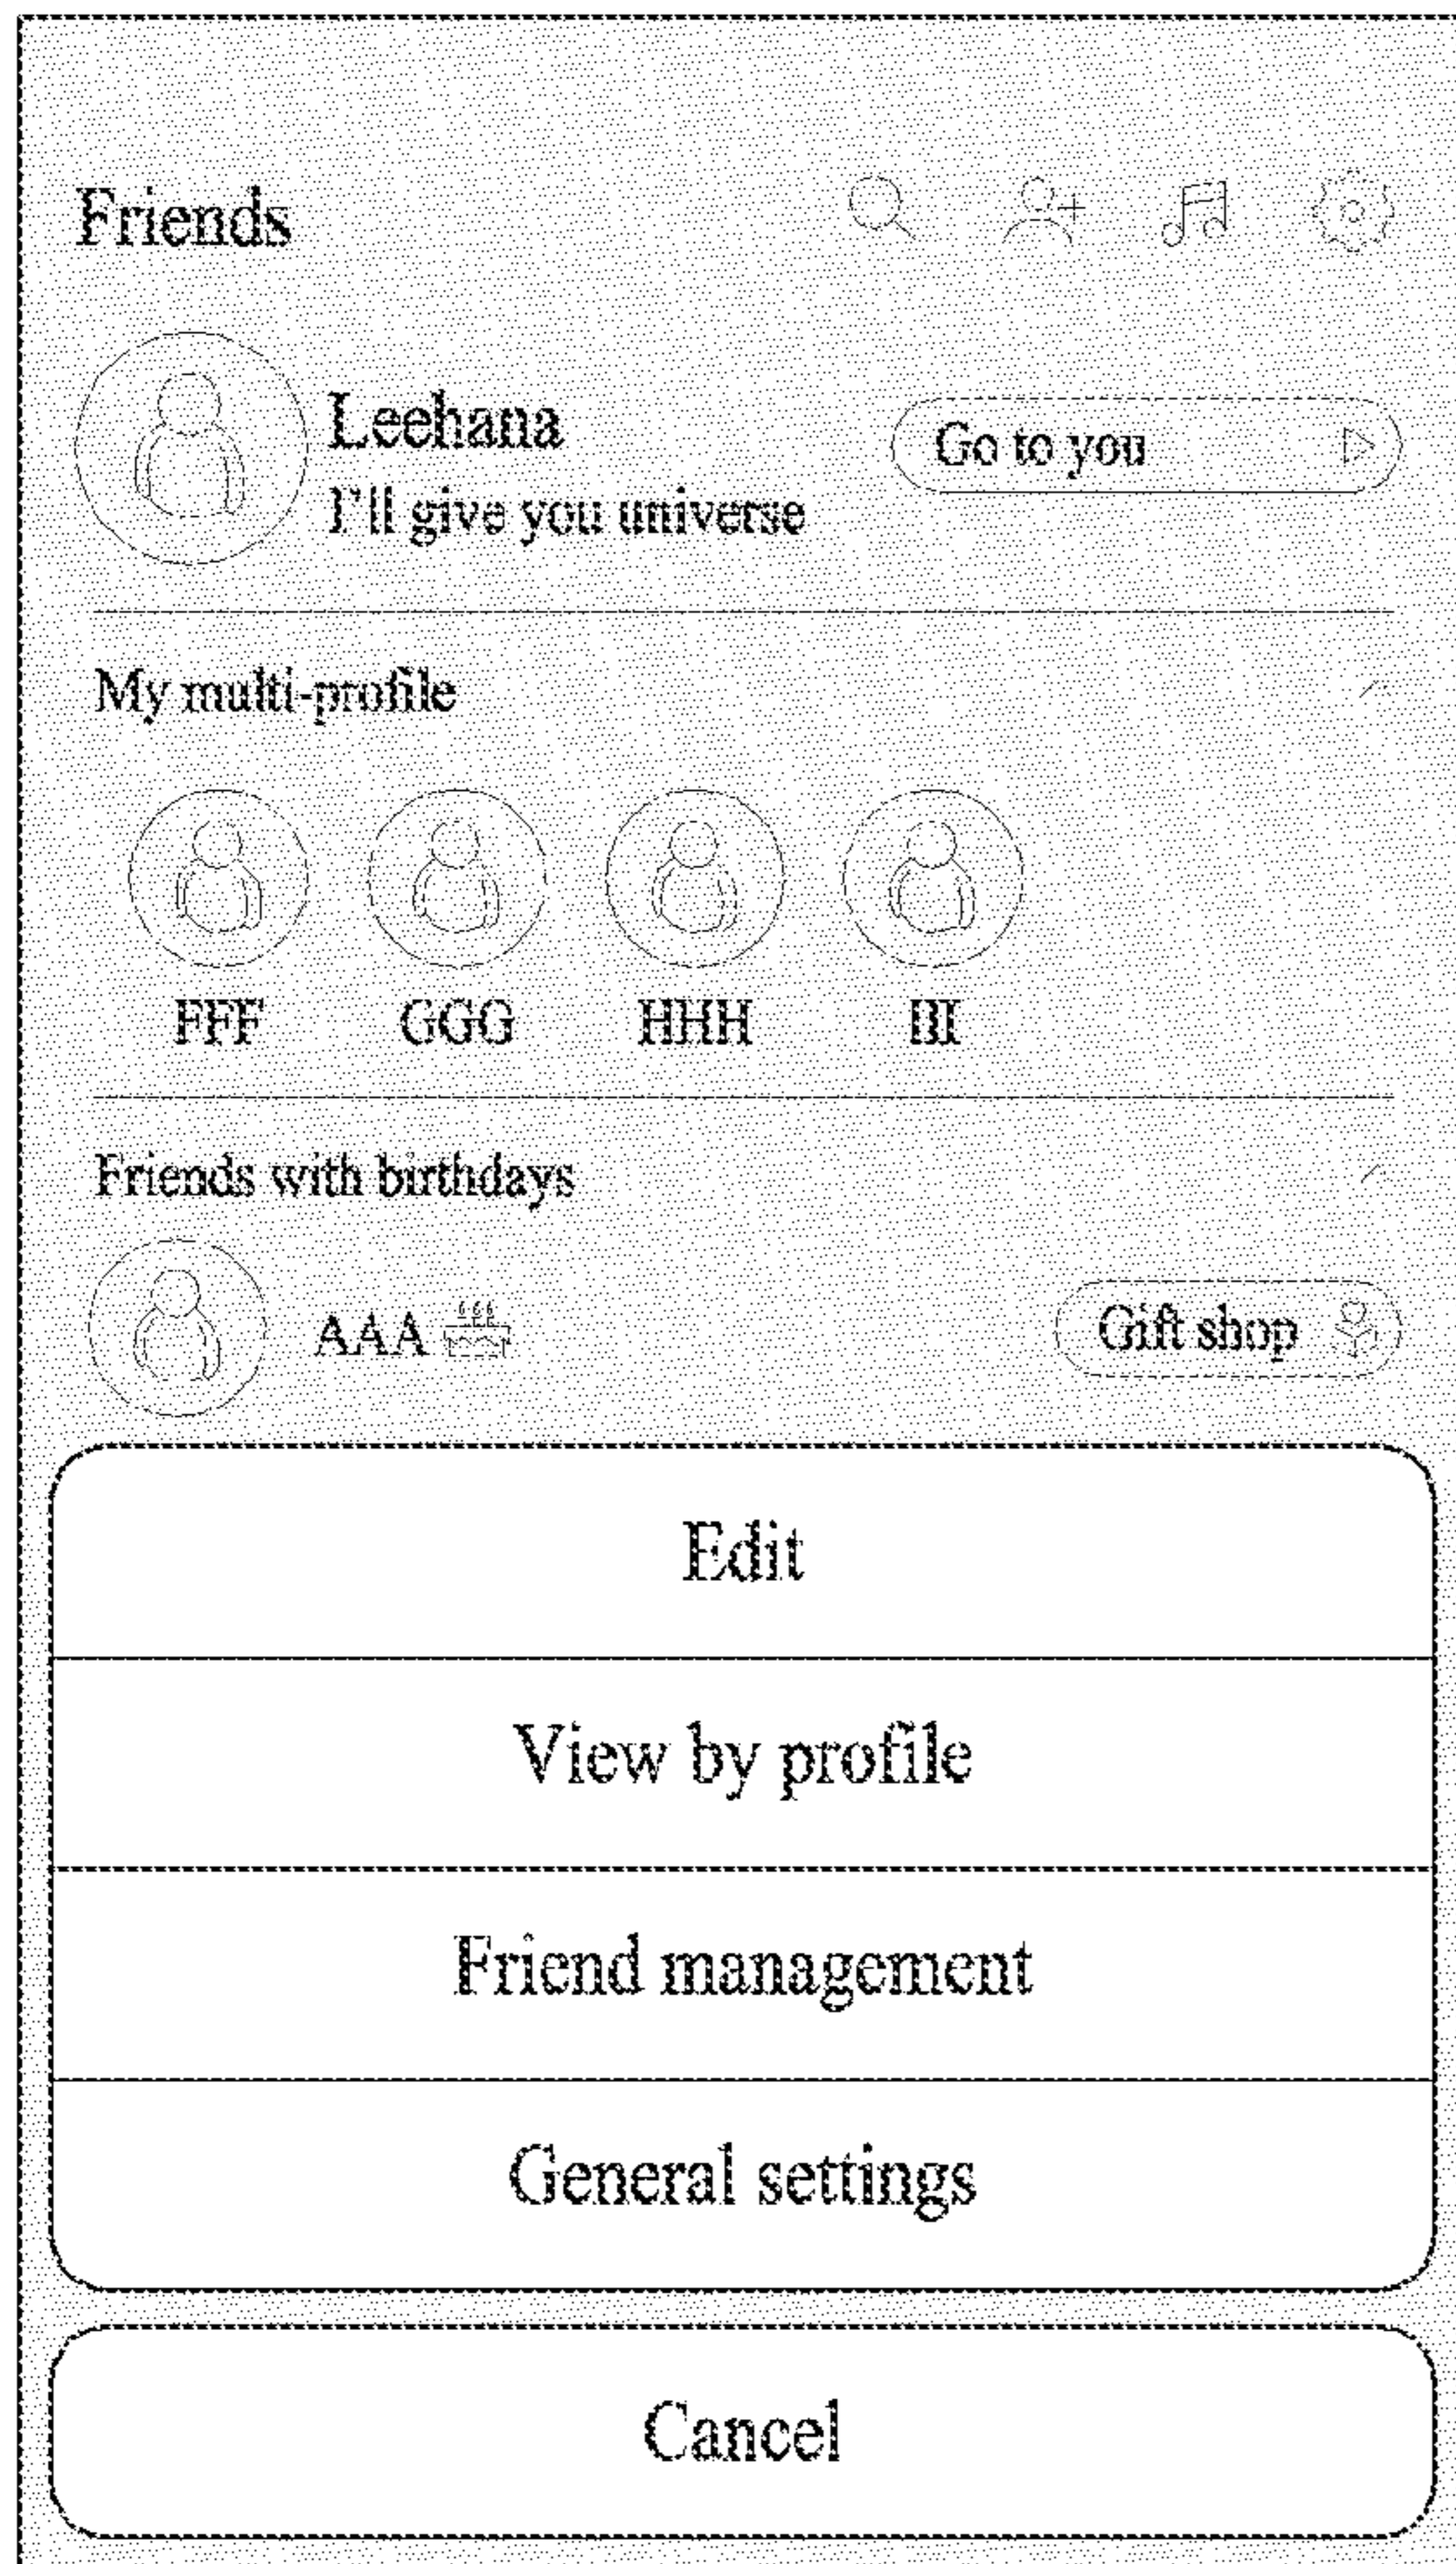 Friends
Leehana
Go to you
I'll give you universe
My multi-profile
FFF GGG HHH III
Friends with birthdays
AAA
Gift shop
Edit
View by profile
Friend management
General settings
Cancel